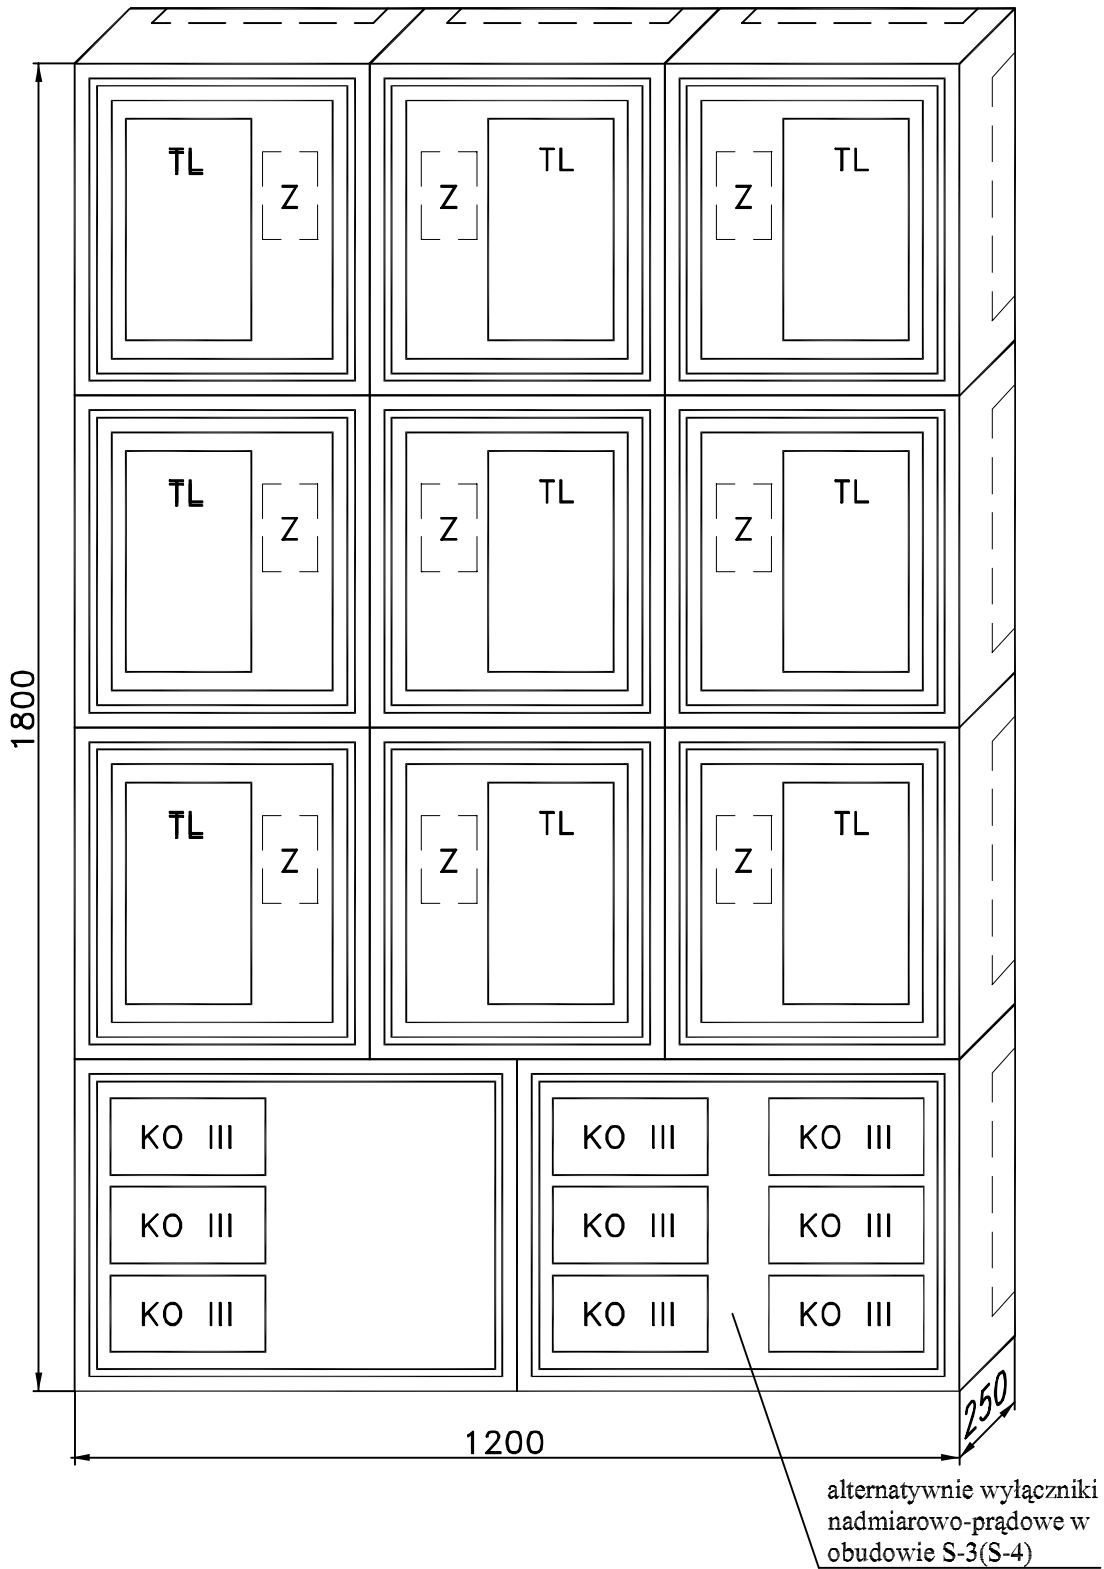 TL Z Z TL Z TL
TL Z Z TL Z TL
1800
TL Z Z TL Z TL
KO III KO III KO III
KO III KO III KO III
KO III KO III KO III
250
1200
alternatywnie wyłączniki
nadmiarowo-prądowe w
obudowie S-3(S-4)